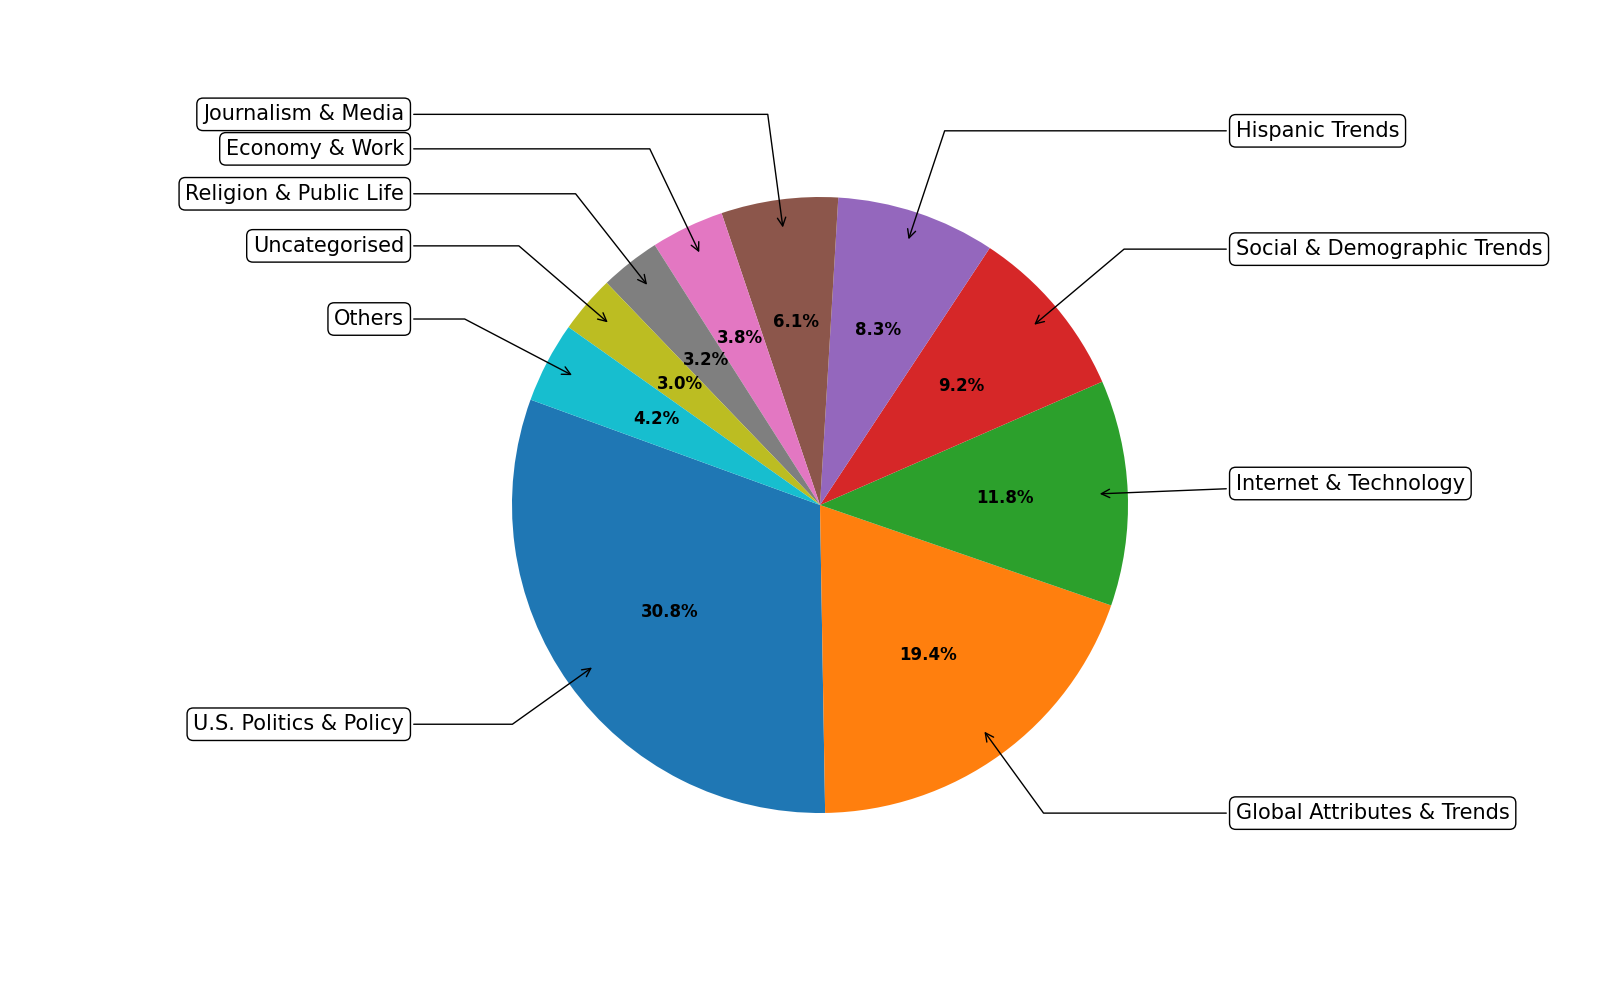 Journalism & Media
Economy & Work
Religion & Public Life
Uncategorised
Others
U.S. Politics & Policy
Hispanic Trends
Social & Demographic Trends
Internet & Technology
Global Attributes & Trends
6.1%
8.3%
3.8%
3.2%
3.0%
9.2%
4.2%
11.8%
30.8%
19.4%